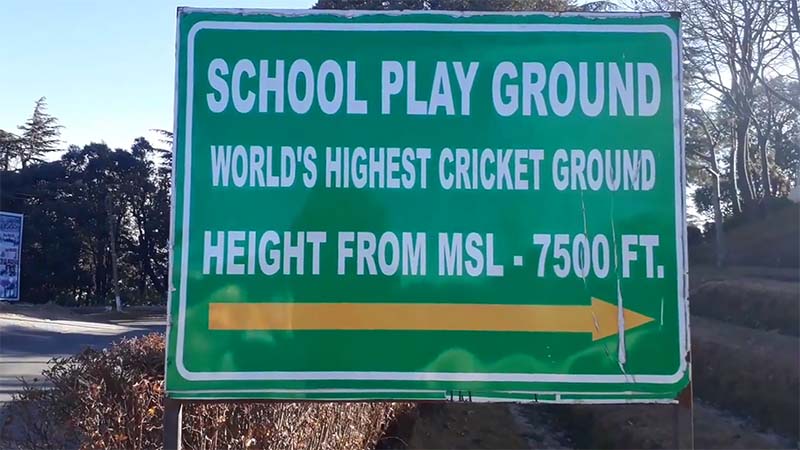 SCHOOL PLAY GROUND
WORLD'S HIGHEST CRICKET GROUND
HEIGHT FROM MSL - 7500 FT.